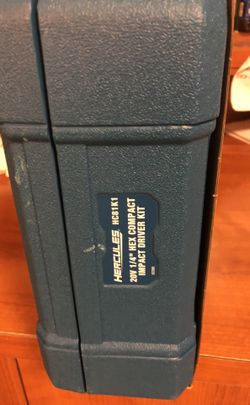 HERCULES HC81K1
20V 1/4" HEX COMPACT
IMPACT DRIVER KIT